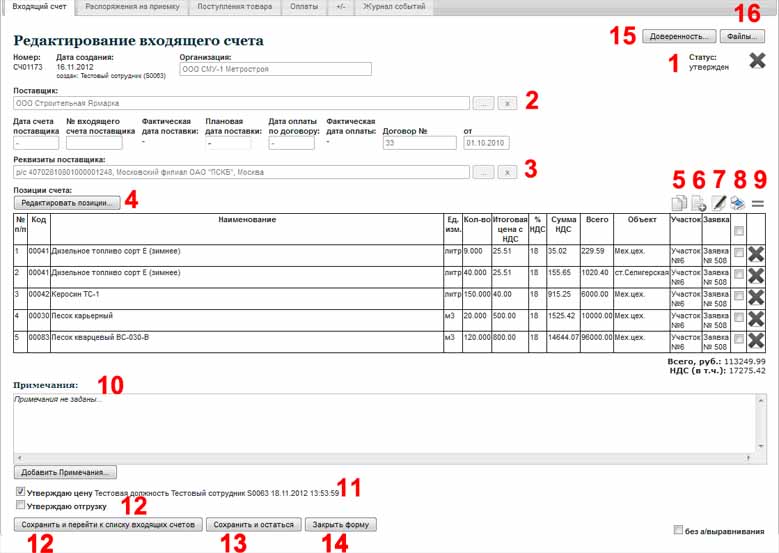 Входящий счет Распоряжения на приемку Поступления товара Оплаты +/- Журнал событий
16
Редактирование входящего счета
15 Доверенность... Файлы...
Номер: Дата создания: Организация: Статус:
СЧ01173 16.11.2012 ООО СМУ-1 Метрострой 1 утвержден
создан: Тестовый сотрудник (S0063)
Поставщик:
ООО Строительная Ярмарка ... x 2
Дата счета № входящего Фактическая Плановая Дата оплаты Фактическая
поставщика счета поставщика дата поставки: дата поставки: по договору: дата оплаты: Договор № от
- - - - - 33 01.10.2010
Реквизиты поставщика:
р/с 40702810801000001248, Московский филиал ОАО "ПСКБ", Москва ... x 3
Позиции счета:
Редактировать позиции... 4 5 6 7 8 9
№ п/п Код Наименование Ед. изм. Кол-во Итоговая цена с НДС % НДС Сумма НДС Всего Объект Участок Заявка
1 00041 Дизельное топливо сорт Е (зимнее) литр 9.000 25.51 18 35.02 229.59 Мех.цех. Участок №6 Заявка № 508
2 00041 Дизельное топливо сорт Е (зимнее) литр 40.000 25.51 18 155.65 1020.40 ст.Селигерская Участок №6 Заявка № 508
3 00042 Керосин ТС-1 литр 150.000 40.00 18 915.25 6000.00 Мех.цех. Участок №6 Заявка № 508
4 00030 Песок карьерный м3 20.000 500.00 18 1525.42 10000.00 Мех.цех. Участок №6 Заявка № 508
5 00083 Песок кварцевый ВС-030-В м3 120.000 800.00 18 14644.07 96000.00 Мех.цех. Участок №6 Заявка № 508
Всего, руб.: 113249.99
НДС (в т.ч.): 17275.42
Примечания: 10
Примечания не заданы...
Добавить Примечания...
Утверждаю цену Тестовая должность Тестовый сотрудник S0063 18.11.2012 13:53:59 11
Утверждаю отгрузку 12
Сохранить и перейти к списку входящих счетов Сохранить и остаться Закрыть форму
без а/выравнивания
12 13 14